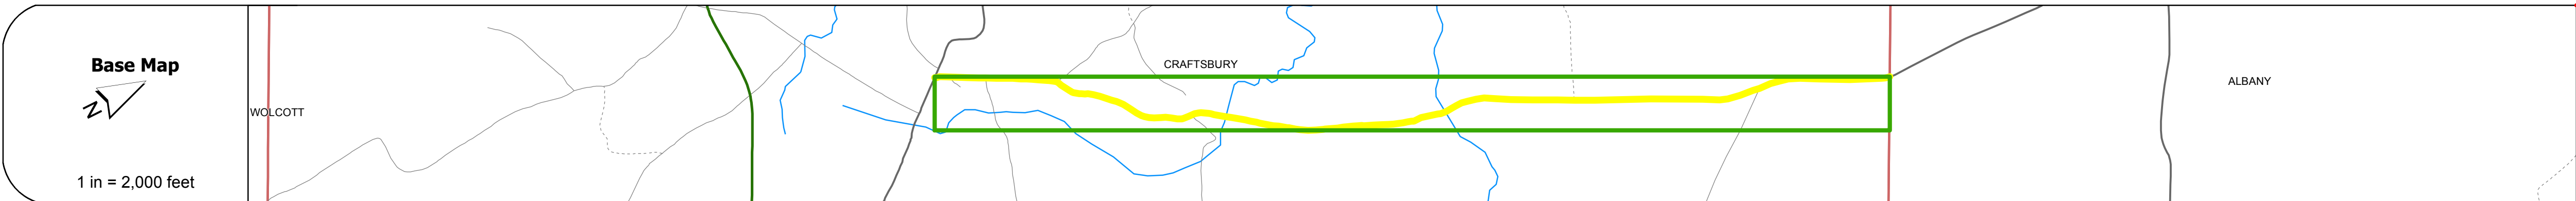 Base Map
N
1 in = 2,000 feet
WOLCOTT
CRAFTSBURY
ALBANY